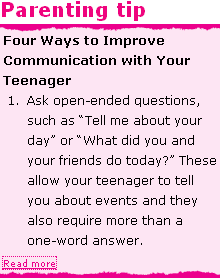 Parenting tip
Four Ways to Improve
Communication with Your
Teenager
1. Ask open-ended questions,
such as “Tell me about your
day” or “What did you and
your friends do today?” These
allow your teenager to tell
you about events and they
also require more than a
one-word answer.
Read more